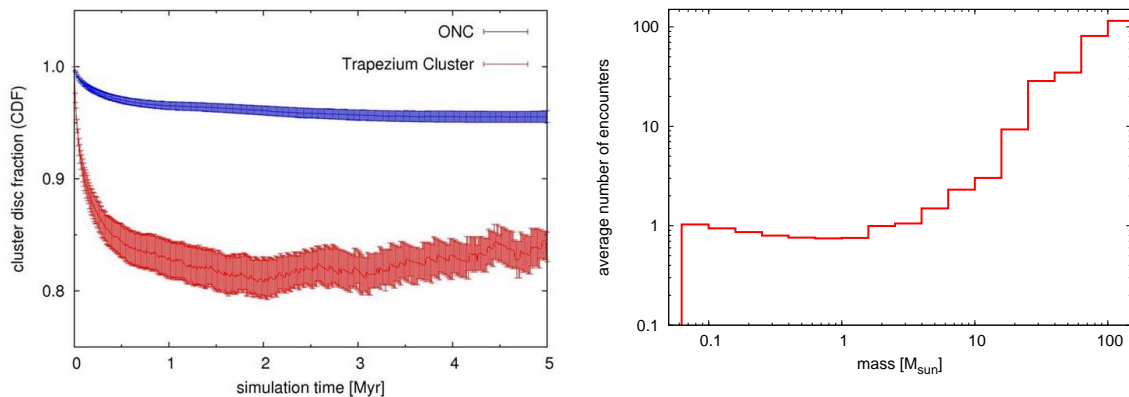 ONC
Trapezium Cluster
cluster disc fraction (CDF)
1.0
0.9
0.8
0 1 2 3 4 5
simulation time [Myr]
average number of encounters
100
10
1
0.1
0.1 1 10 100
mass [M_sun]